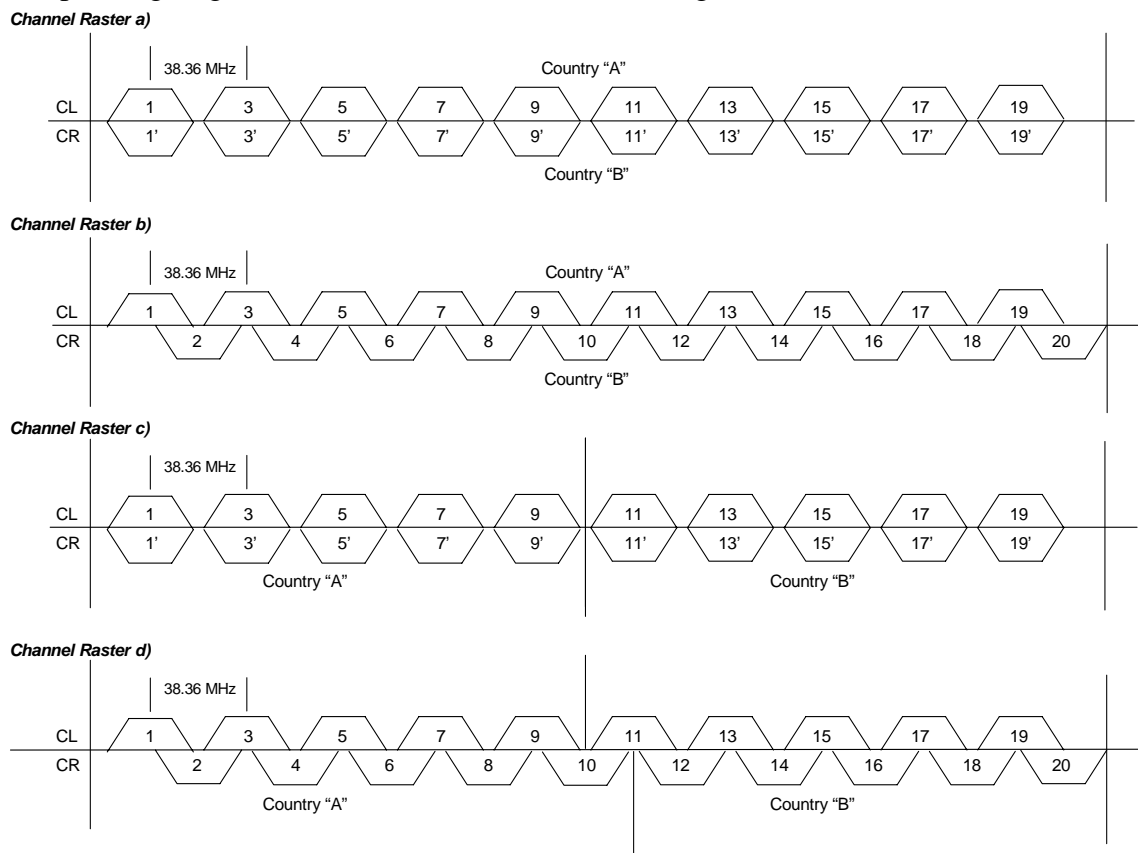 Channel Raster a)
38.36 MHz
Country “A”
CL 1 3 5 7 9 11 13 15 17 19
CR 1’ 3’ 5’ 7’ 9’ 11’ 13’ 15’ 17’ 19’
Country “B”
Channel Raster b)
38.36 MHz
Country “A”
CL 1 3 5 7 9 11 13 15 17 19
CR 2 4 6 8 10 12 14 16 18 20
Country “B”
Channel Raster c)
38.36 MHz
CL 1 3 5 7 9 11 13 15 17 19
CR 1’ 3’ 5’ 7’ 9’ 11’ 13’ 15’ 17’ 19’
Country “A” Country “B”
Channel Raster d)
38.36 MHz
CL 1 3 5 7 9 11 13 15 17 19
CR 2 4 6 8 10 12 14 16 18 20
Country “A” Country “B”